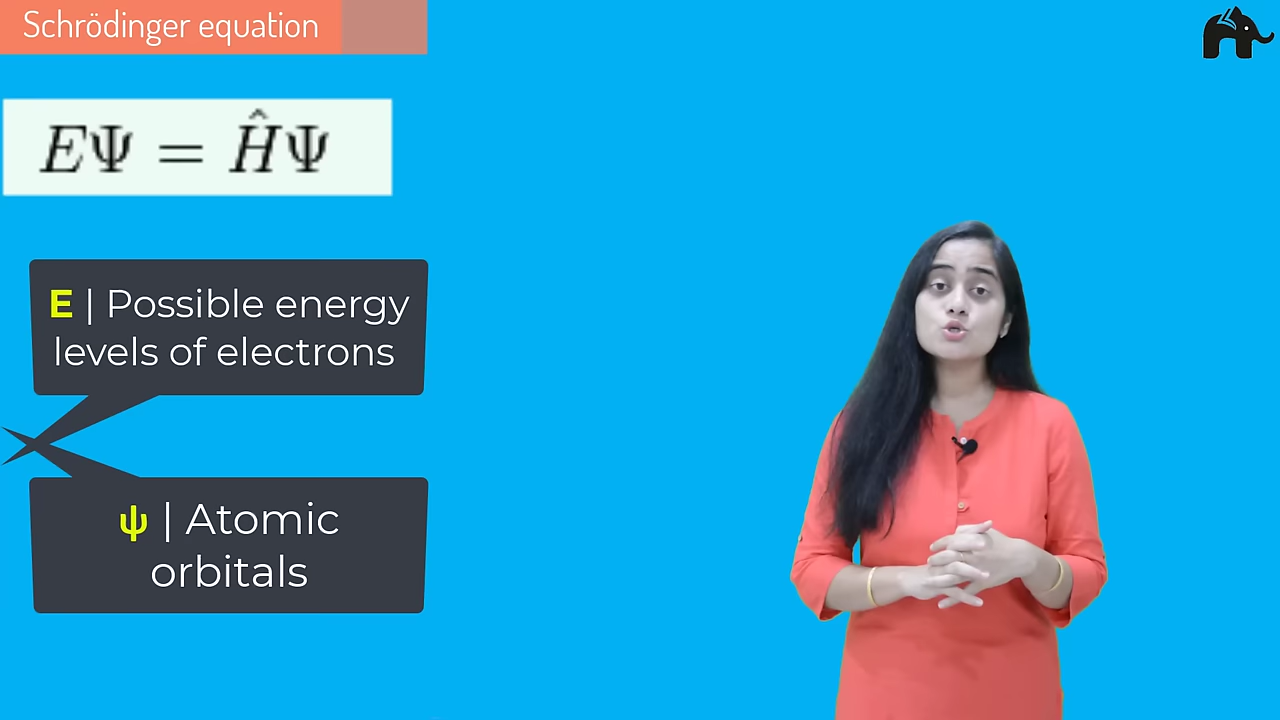 Schrödinger equation
EΨ = ĤΨ
E | Possible energy
levels of electrons
ψ | Atomic
orbitals